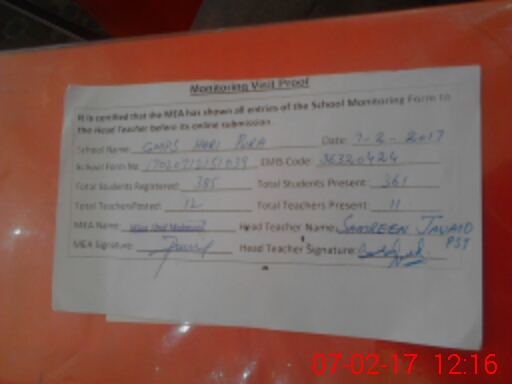 Monitoring Visit Proof
It is certified that the MEA has shown all entries of the School Monitoring Form to
the Head Teacher before its online submission.
School Name: GMPS HARI PURA Date: 7-2-2017
School Form No: EMIS Code: 36320424
Total Students Registered: 385 Total Students Present: 361
Total Teachers Posted: 12 Total Teachers Present: 11
MEA Name: Head Teacher Name: SAMREEN JAVAID
PST
MEA Signature: Head Teacher Signature:
07-02-17 12:16